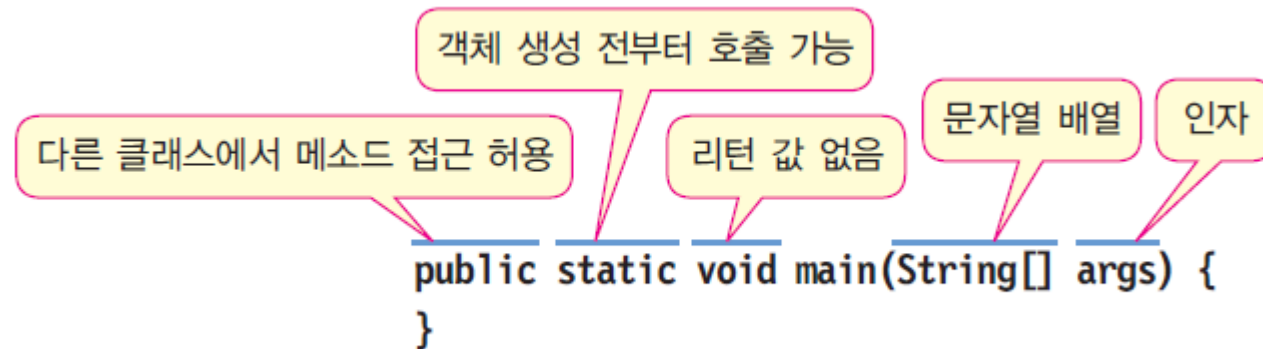 객체 생성 전부터 호출 가능
다른 클래스에서 메소드 접근 허용
리턴 값 없음
문자열 배열
인자
public static void main(String[] args) {
}